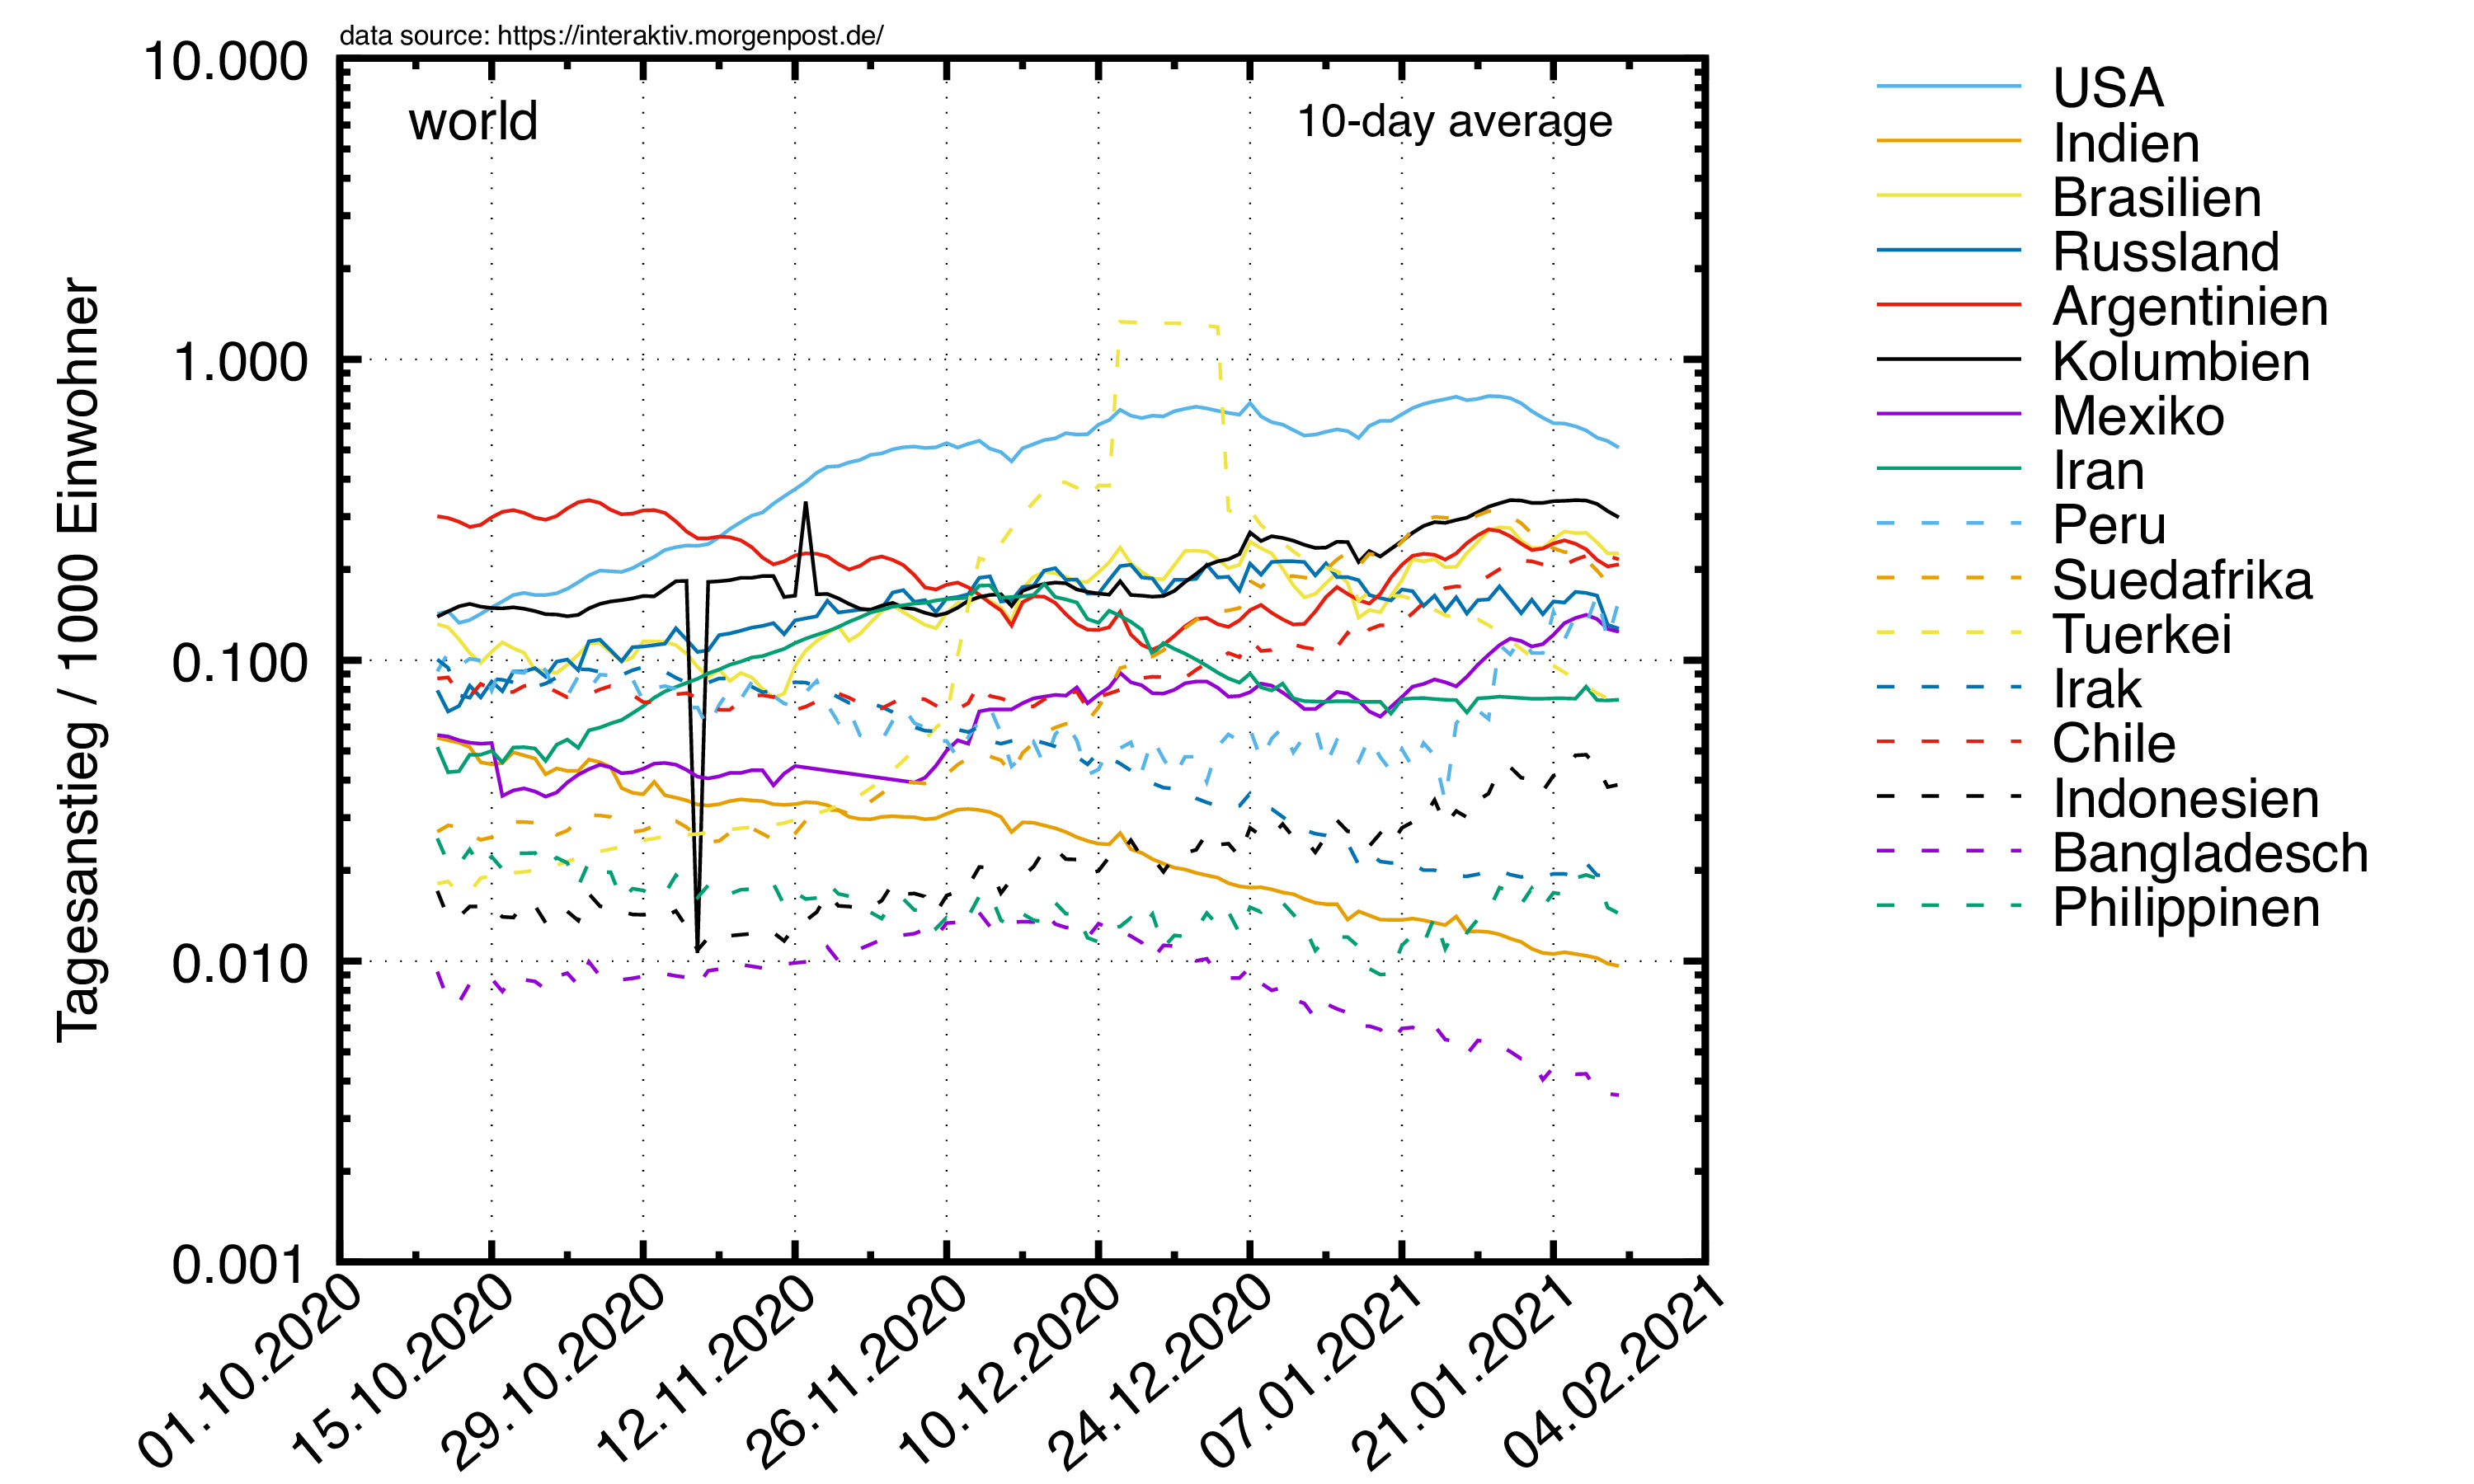 data source: https://interaktiv.morgenpost.de/
world
10-day average
Tagesanstieg / 1000 Einwohner
10.000
1.000
0.100
0.010
0.001
01.10.2020
15.10.2020
29.10.2020
12.11.2020
26.11.2020
10.12.2020
24.12.2020
07.01.2021
21.01.2021
04.02.2021
USA
Indien
Brasilien
Russland
Argentinien
Kolumbien
Mexiko
Iran
Peru
Suedafrika
Tuerkei
Irak
Chile
Indonesien
Bangladesch
Philippinen